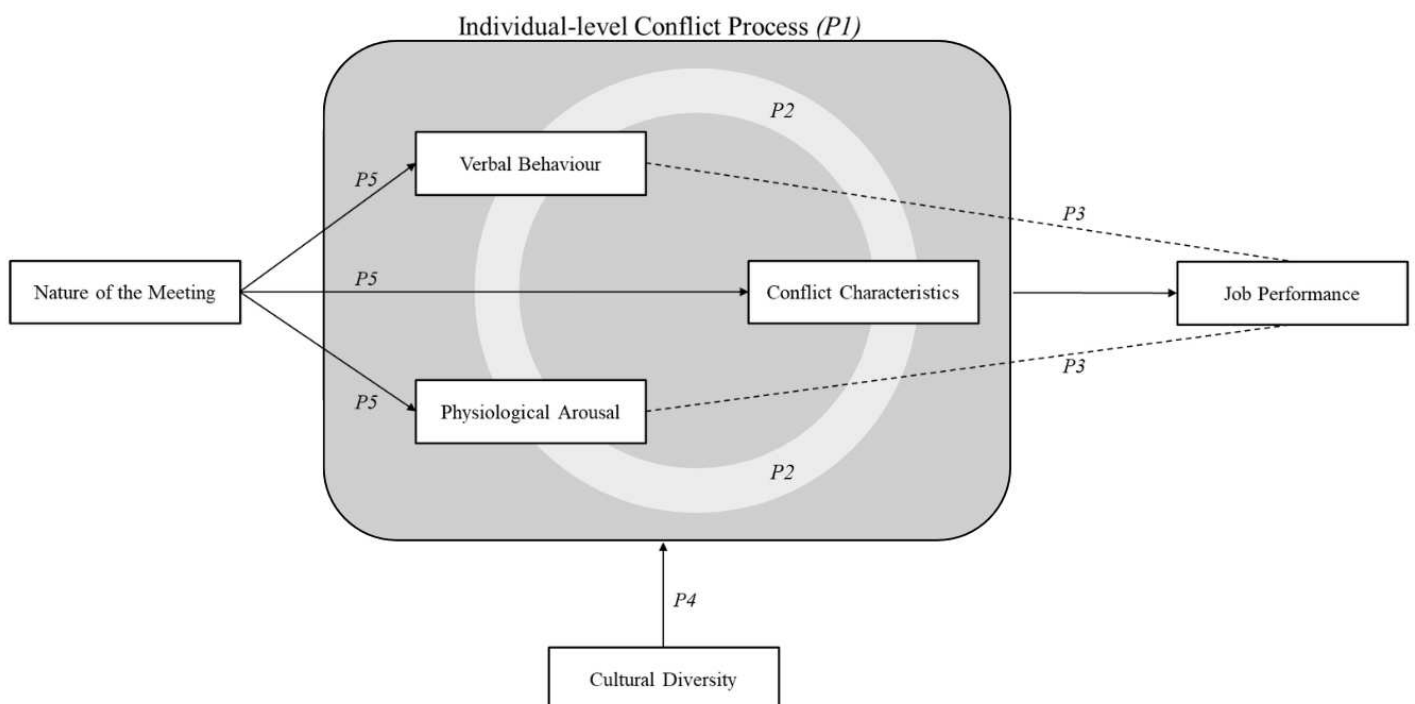 Individual-level Conflict Process (P1)
P2
Verbal Behaviour
P5
P3
Nature of the Meeting
P5
Conflict Characteristics
Job Performance
P3
P5
Physiological Arousal
P2
P4
Cultural Diversity